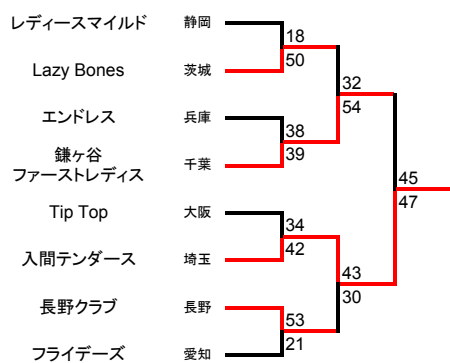 レディースマイルド 静岡
18
50
Lazy Bones 茨城
32
54
エンドレス 兵庫
38
39
鎌ヶ谷
ファーストレディス 千葉
45
47
Tip Top 大阪
34
42
入間テンダース 埼玉
43
30
長野クラブ 長野
53
21
フライデーズ 愛知